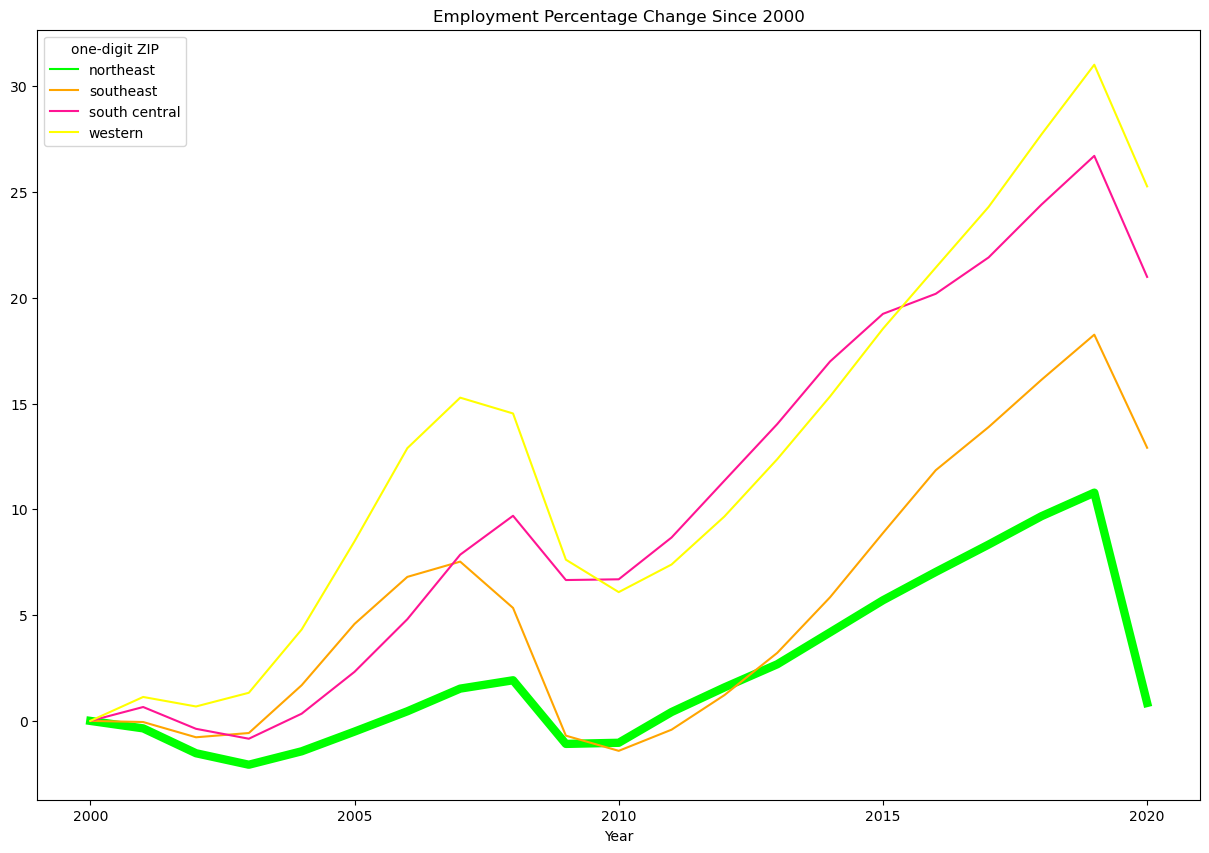 Employment Percentage Change Since 2000
one-digit ZIP
northeast
southeast
south central
western
30
25
20
15
10
5
0
2000 2005 2010 2015 2020
Year